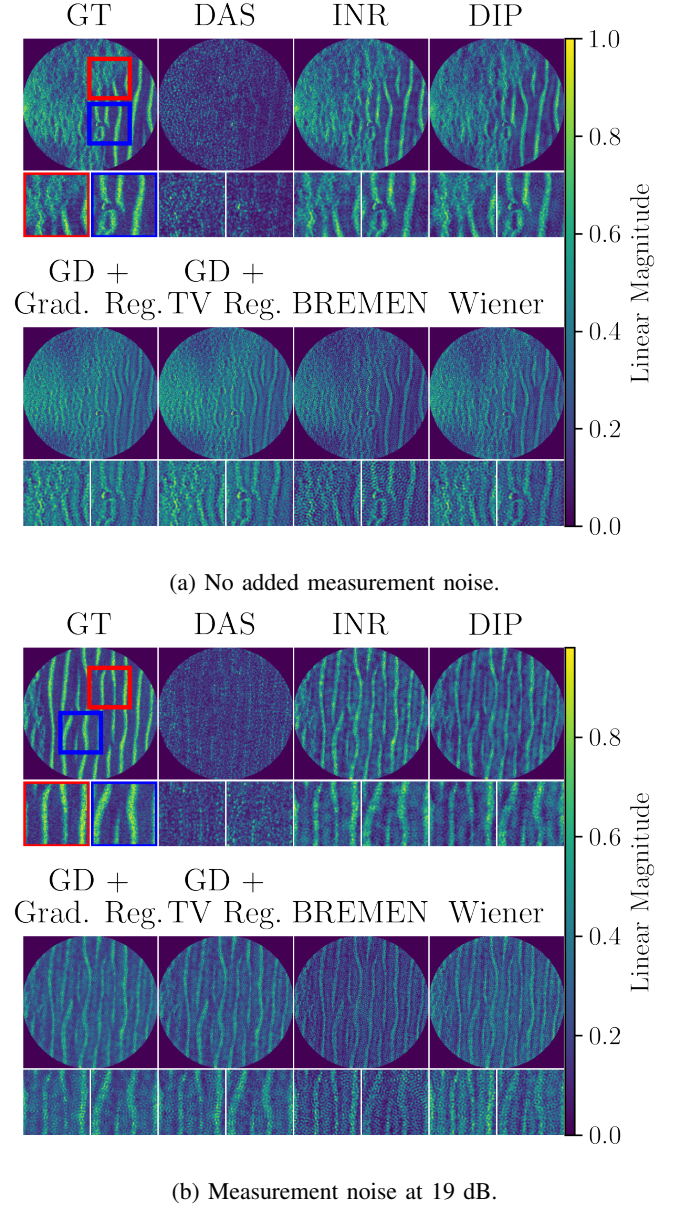 GT DAS INR DIP
1.0
0.8
0.6
0.4
0.2
0.0
Linear Magnitude
GD + GD +
Grad. Reg. TV Reg. BREMEN Wiener
(a) No added measurement noise.
GT DAS INR DIP
0.8
0.6
0.4
0.2
0.0
Linear Magnitude
GD + GD +
Grad. Reg. TV Reg. BREMEN Wiener
(b) Measurement noise at 19 dB.